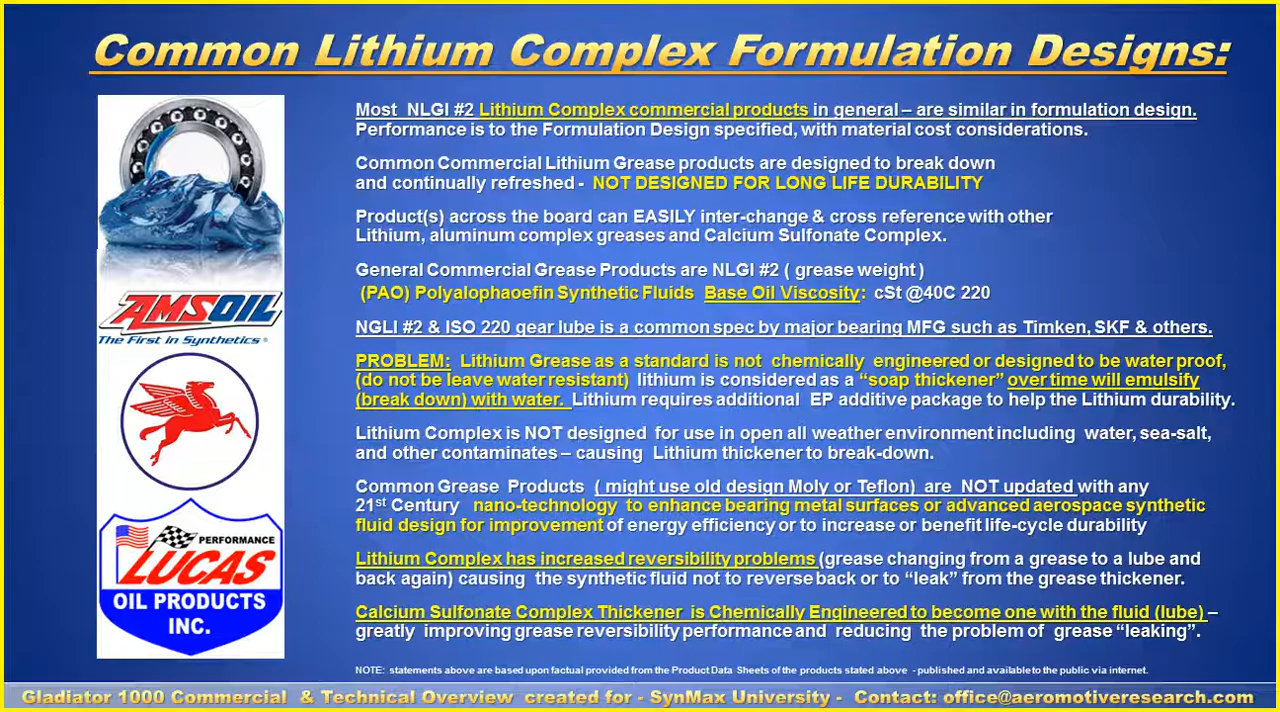 Common Lithium Complex Formulation Designs:
Most NLGI #2 Lithium Complex commercial products in general – are similar in formulation design.
Performance is to the Formulation Design specified, with material cost considerations.
Common Commercial Lithium Grease products are designed to break down
and continually refreshed - NOT DESIGNED FOR LONG LIFE DURABILITY
Product(s) across the board can EASILY inter-change & cross reference with other
Lithium, aluminum complex greases and Calcium Sulfonate Complex.
General Commercial Grease Products are NLGI #2 ( grease weight )
(PAO) Polyalophaoefin Synthetic Fluids Base Oil Viscosity: cSt @40C 220
NGLI #2 & ISO 220 gear lube is a common spec by major bearing MFG such as Timken, SKF & others.
PROBLEM: Lithium Grease as a standard is not chemically engineered or designed to be water proof,
(do not be leave water resistant) lithium is considered as a “soap thickener” over time will emulsify
(break down) with water. Lithium requires additional EP additive package to help the Lithium durability.
Lithium Complex is NOT designed for use in open all weather environment including water, sea-salt,
and other contaminates – causing Lithium thickener to break-down.
Common Grease Products ( might use old design Moly or Teflon) are NOT updated with any
21st Century nano-technology to enhance bearing metal surfaces or advanced aerospace synthetic
fluid design for improvement of energy efficiency or to increase or benefit life-cycle durability
Lithium Complex has increased reversibility problems (grease changing from a grease to a lube and
back again) causing the synthetic fluid not to reverse back or to “leak” from the grease thickener.
Calcium Sulfonate Complex Thickener is Chemically Engineered to become one with the fluid (lube) –
greatly improving grease reversibility performance and reducing the problem of grease “leaking”.
NOTE: statements above are based upon factual provided from the Product Data Sheets of the products stated above - published and available to the public via internet.
AMSOIL
The First in Synthetics®
PERFORMANCE
LUCAS
OIL PRODUCTS
INC.
Gladiator 1000 Commercial & Technical Overview created for - SynMax University - Contact: office@aeromotiveresearch.com